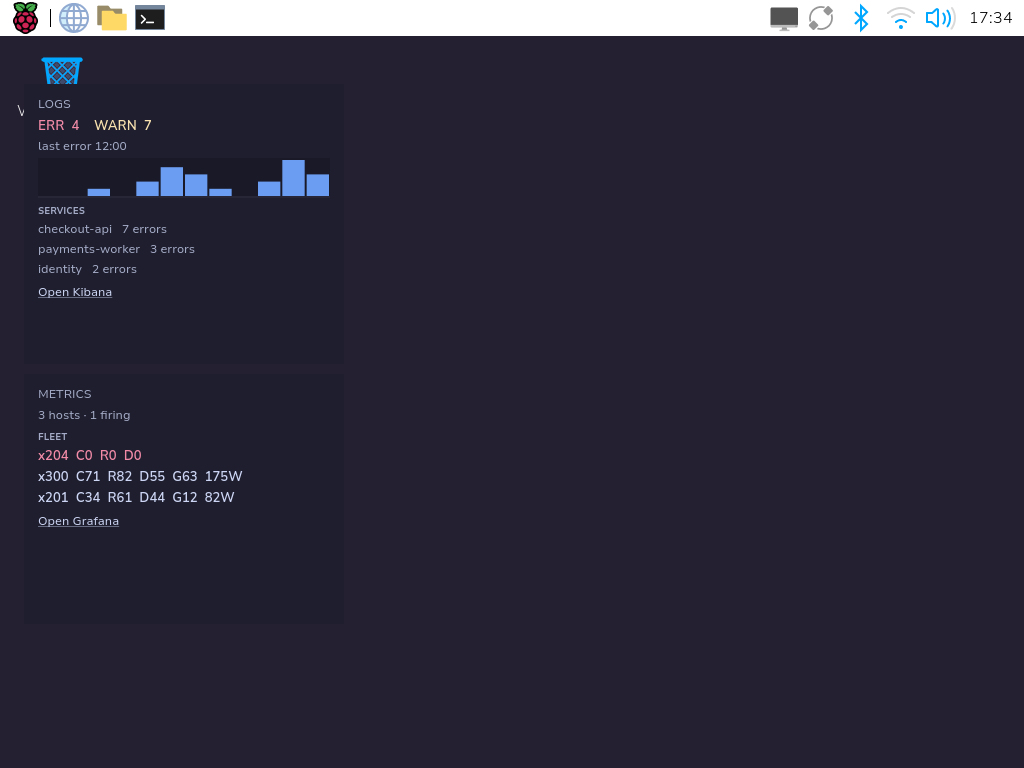 17:34
LOGS
ERR 4 WARN 7
last error 12:00
SERVICES
checkout-api 7 errors
payments-worker 3 errors
identity 2 errors
Open Kibana
METRICS
3 hosts · 1 firing
FLEET
x204 C0 R0 D0
x300 C71 R82 D55 G63 175W
x201 C34 R61 D44 G12 82W
Open Grafana